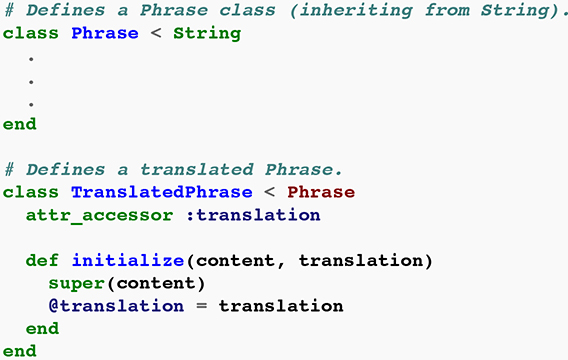 # Defines a Phrase class (inheriting from String).
class Phrase < String
  .
  .
  .
end

# Defines a translated Phrase.
class TranslatedPhrase < Phrase
  attr_accessor :translation

  def initialize(content, translation)
    super(content)
    @translation = translation
  end
end